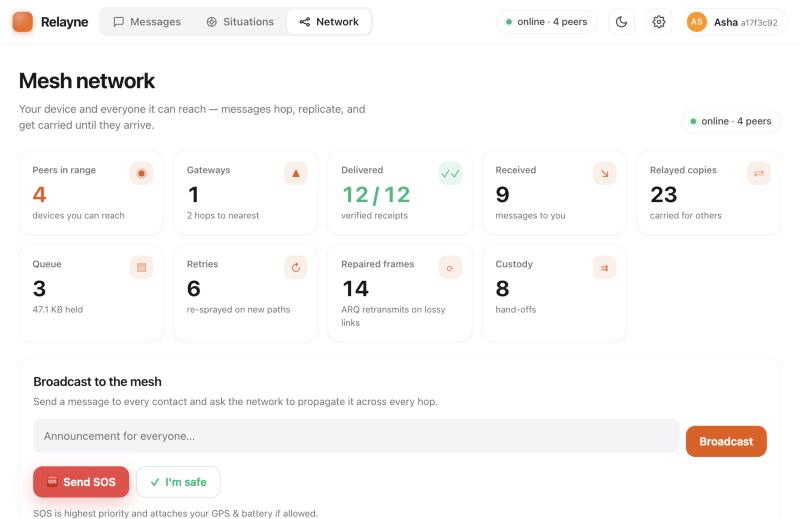 Relayne
Messages
Situations
Network
online · 4 peers
AS
Asha a17f3c92
Mesh network
Your device and everyone it can reach — messages hop, replicate, and
get carried until they arrive.
online · 4 peers
Peers in range
4
devices you can reach
Gateways
1
2 hops to nearest
Delivered
12/12
verified receipts
Received
9
messages to you
Relayed copies
23
carried for others
Queue
3
47.1 KB held
Retries
6
re-sprayed on new paths
Repaired frames
14
ARQ retransmits on lossy
links
Custody
8
hand-offs
Broadcast to the mesh
Send a message to every contact and ask the network to propagate it across every hop.
Announcement for everyone...
Broadcast
SOS Send SOS
✓ I'm safe
SOS is highest priority and attaches your GPS & battery if allowed.